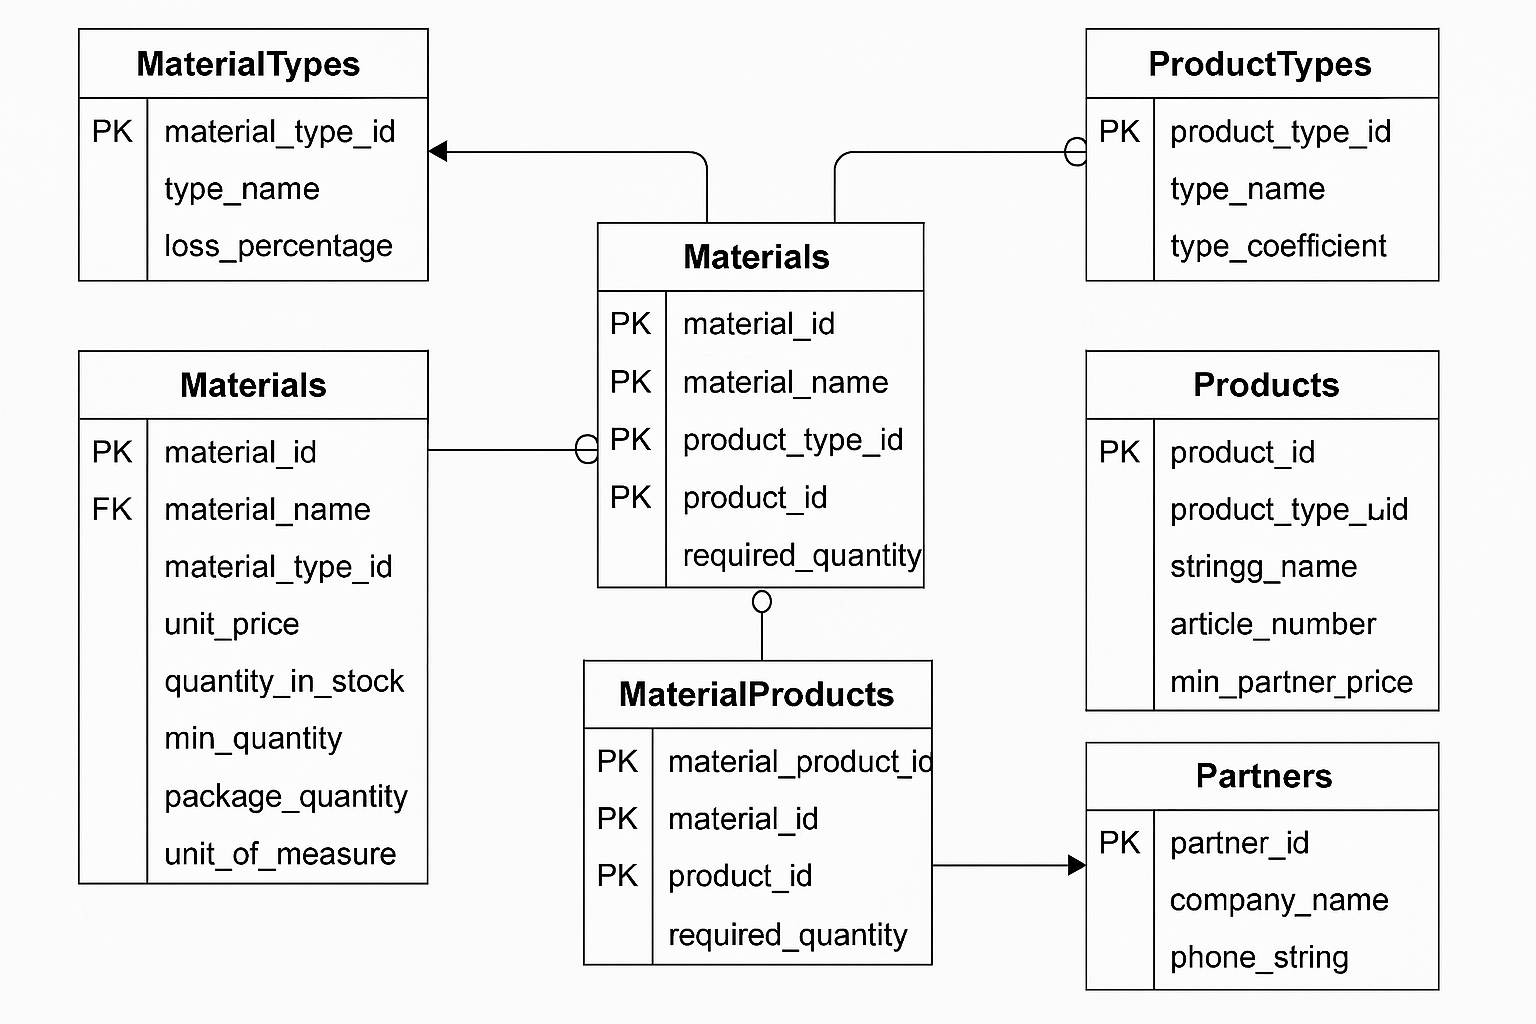 MaterialTypes
PK material_type_id
type_name
loss_percentage
ProductTypes
PK product_type_id
type_name
type_coefficient
Materials
PK material_id
PK material_name
PK product_type_id
PK product_id
required_quantity
Materials
PK material_id
FK material_name
material_type_id
unit_price
quantity_in_stock
min_quantity
package_quantity
unit_of_measure
Products
PK product_id
product_type_uid
stringg_name
article_number
min_partner_price
MaterialProducts
PK material_product_id
PK material_id
PK product_id
required_quantity
Partners
PK partner_id
company_name
phone_string